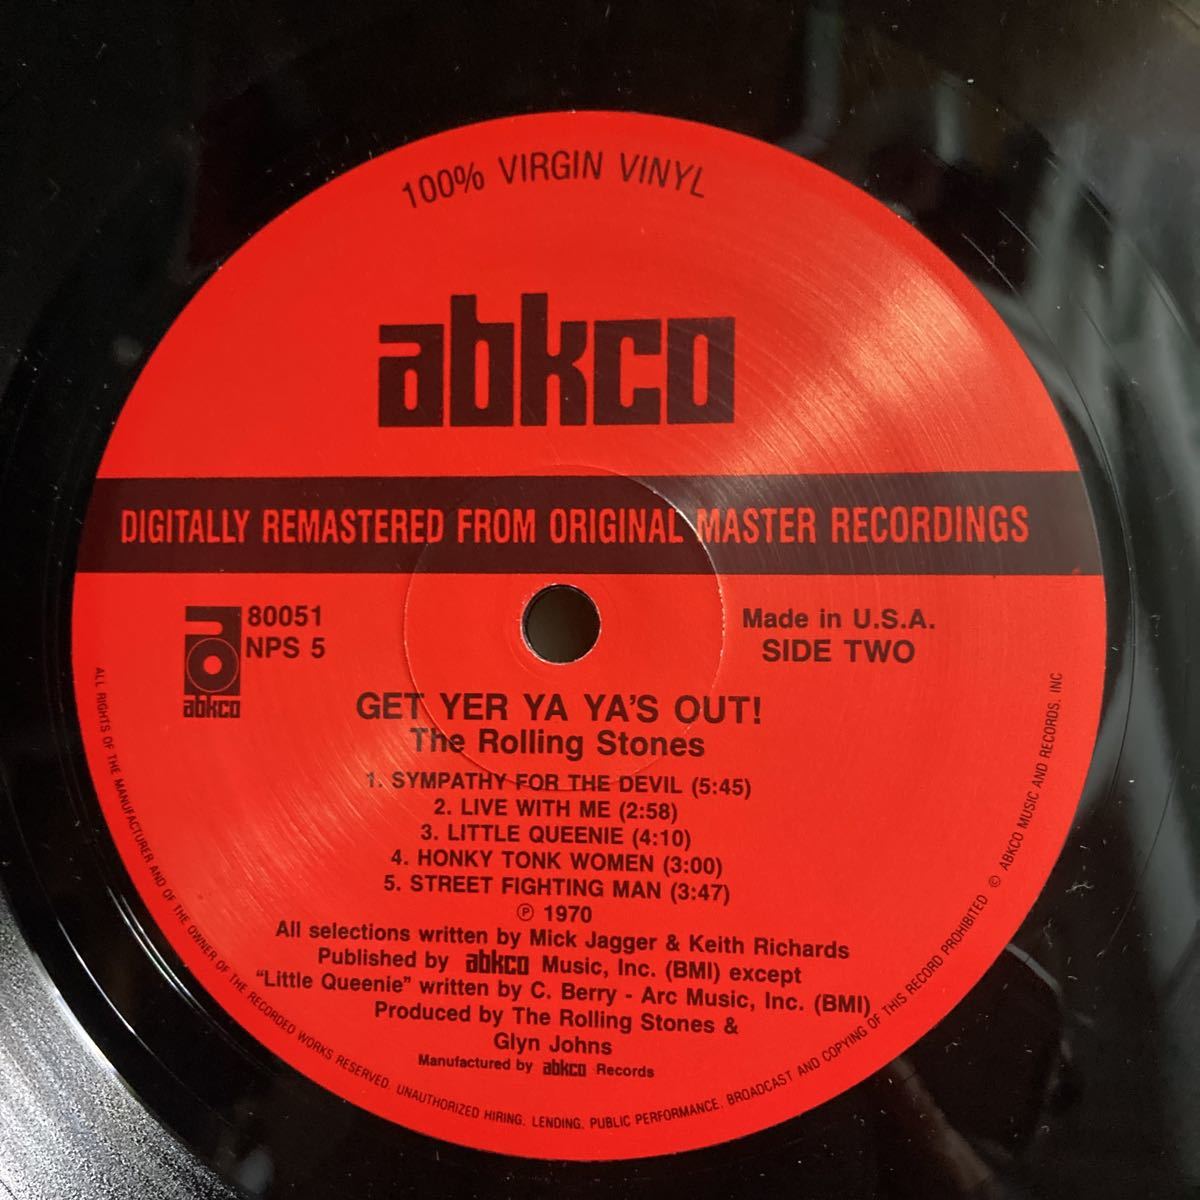 100% VIRGIN VINYL
abkco
DIGITALLY REMASTERED FROM ORIGINAL MASTER RECORDINGS
a
abkco
80051
NPS 5
Made in U.S.A.
SIDE TWO
GET YER YA YA'S OUT!
The Rolling Stones
1. SYMPATHY FOR THE DEVIL (5:45)
2. LIVE WITH ME (2:58)
3. LITTLE QUEENIE (4:10)
4. HONKY TONK WOMEN (3:00)
5. STREET FIGHTING MAN (3:47)
℗ 1970
All selections written by Mick Jagger & Keith Richards
Published by abkco Music, Inc. (BMI) except
"Little Queenie" written by C. Berry - Arc Music, Inc. (BMI)
Produced by The Rolling Stones &
Glyn Johns
Manufactured by abkco Records
ALL RIGHTS OF THE MANUFACTURER AND OF THE OWNER OF THE RECORDED WORKS RESERVED. UNAUTHORIZED HIRING. LENDING. PUBLIC PERFORMANCE. BROADCAST AND COPYING OF THIS RECORD PROHIBITED © ABKCO MUSIC AND RECORDS. INC